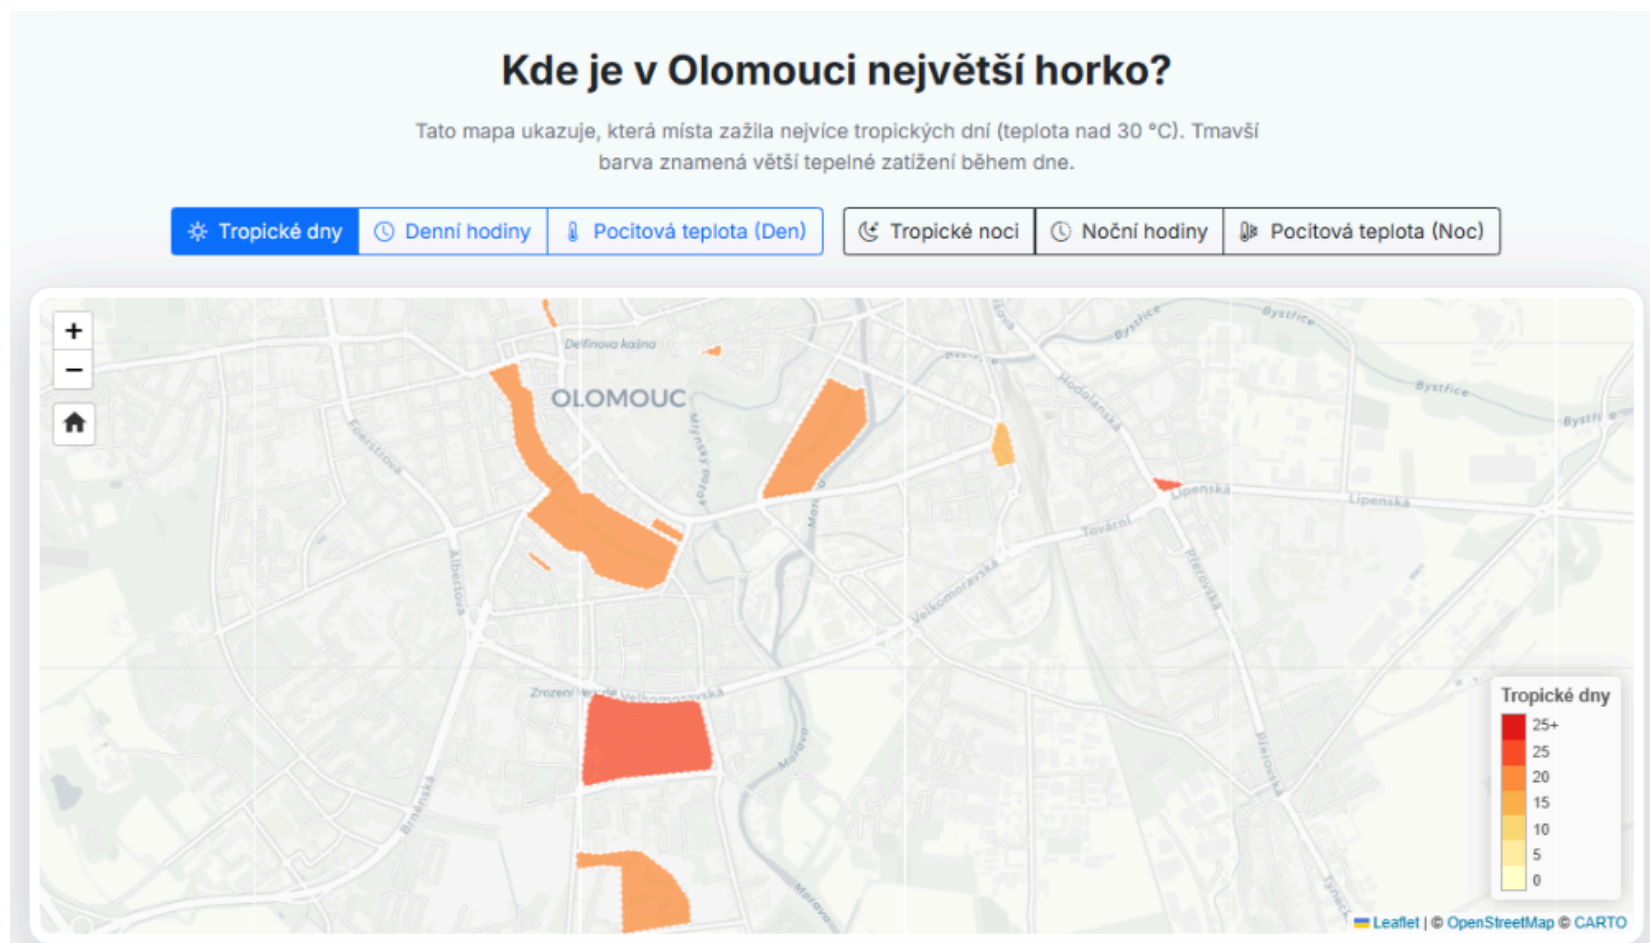 Kde je v Olomouci největší horko?
Tato mapa ukazuje, která místa zažila nejvíce tropických dní (teplota nad 30 °C). Tmavší
barva znamená větší tepelné zatížení během dne.
Tropické dny
Denní hodiny
Pocitová teplota (Den)
Tropické noci
Noční hodiny
Pocitová teplota (Noc)
+
−
Delfínova kašna
OLOMOUC
Mlýnský potok
Foerstrova
Albertova
Brněnská
Zrození
Velkomoravská
Velkomoravská
Morava
Morava
Bystřice
Bystřice
Bystřice
Hodolanská
Lipenská
Lipenská
Tovární
Přerovská
Přerovská
Tropické dny
25+
25
20
15
10
5
0
Leaflet | © OpenStreetMap © CARTO